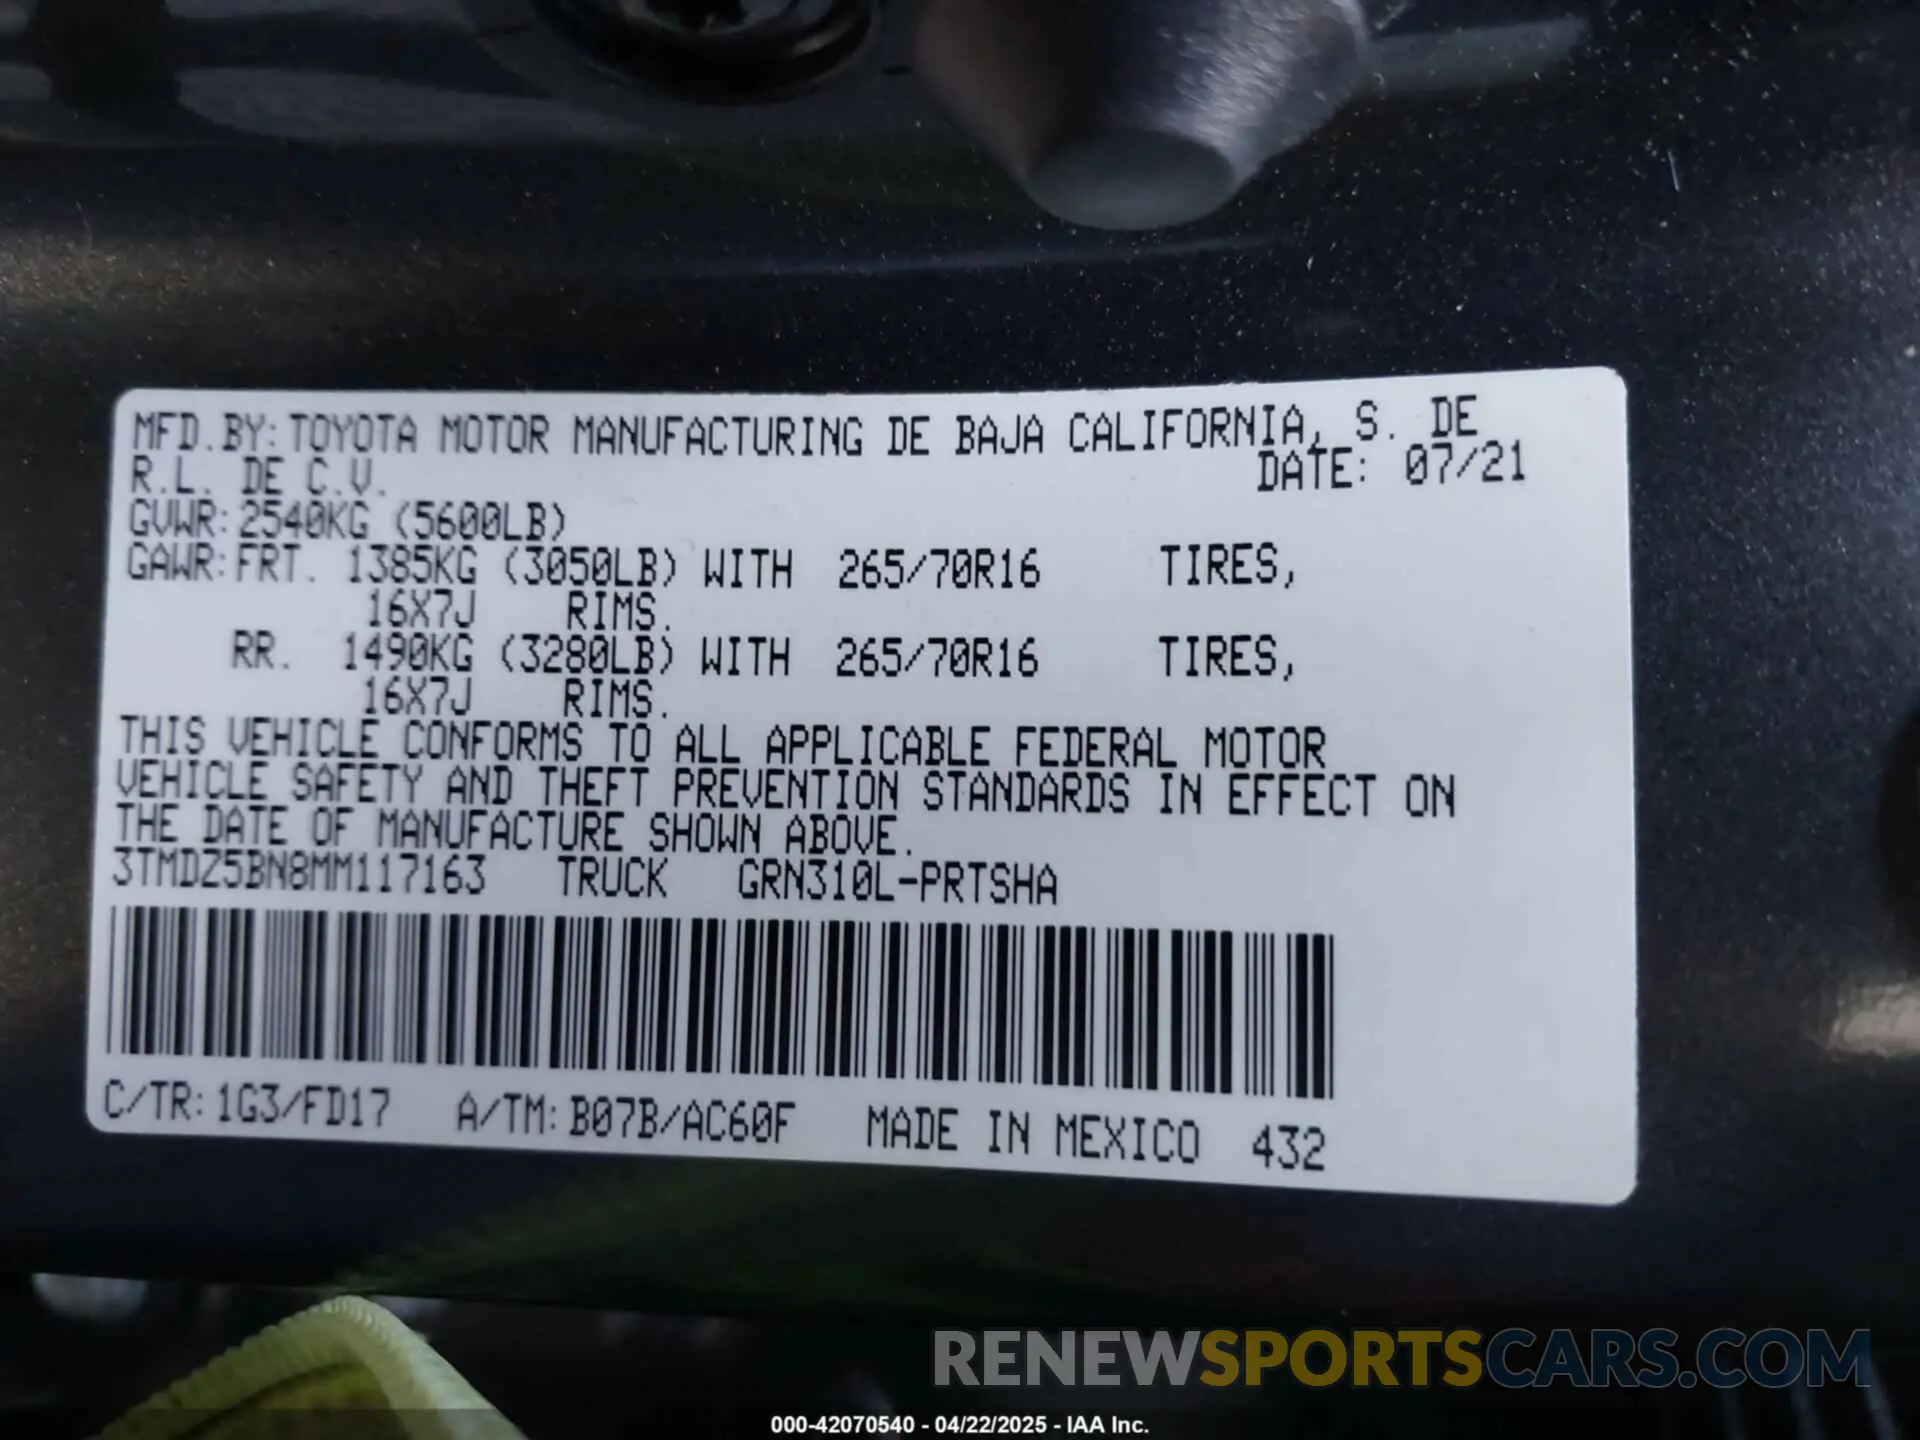 MFD.BY:TOYOTA MOTOR MANUFACTURING DE BAJA CALIFORNIA, S. DE
R.L. DE C.V. DATE: 07/21
GVWR:2540KG (5600LB)
GAWR:FRT. 1385KG (3050LB) WITH 265/70R16 TIRES,
16X7J RIMS.
RR. 1490KG (3280LB) WITH 265/70R16 TIRES,
16X7J RIMS.
THIS VEHICLE CONFORMS TO ALL APPLICABLE FEDERAL MOTOR
VEHICLE SAFETY AND THEFT PREVENTION STANDARDS IN EFFECT ON
THE DATE OF MANUFACTURE SHOWN ABOVE.
3TMDZ5BN8MM117163 TRUCK GRN310L-PRTSHA
C/TR:1G3/FD17 A/TM:B07B/AC60F MADE IN MEXICO 432
RENEWSPORTSCARS.COM
000-42070540 - 04/22/2025 - IAA Inc.